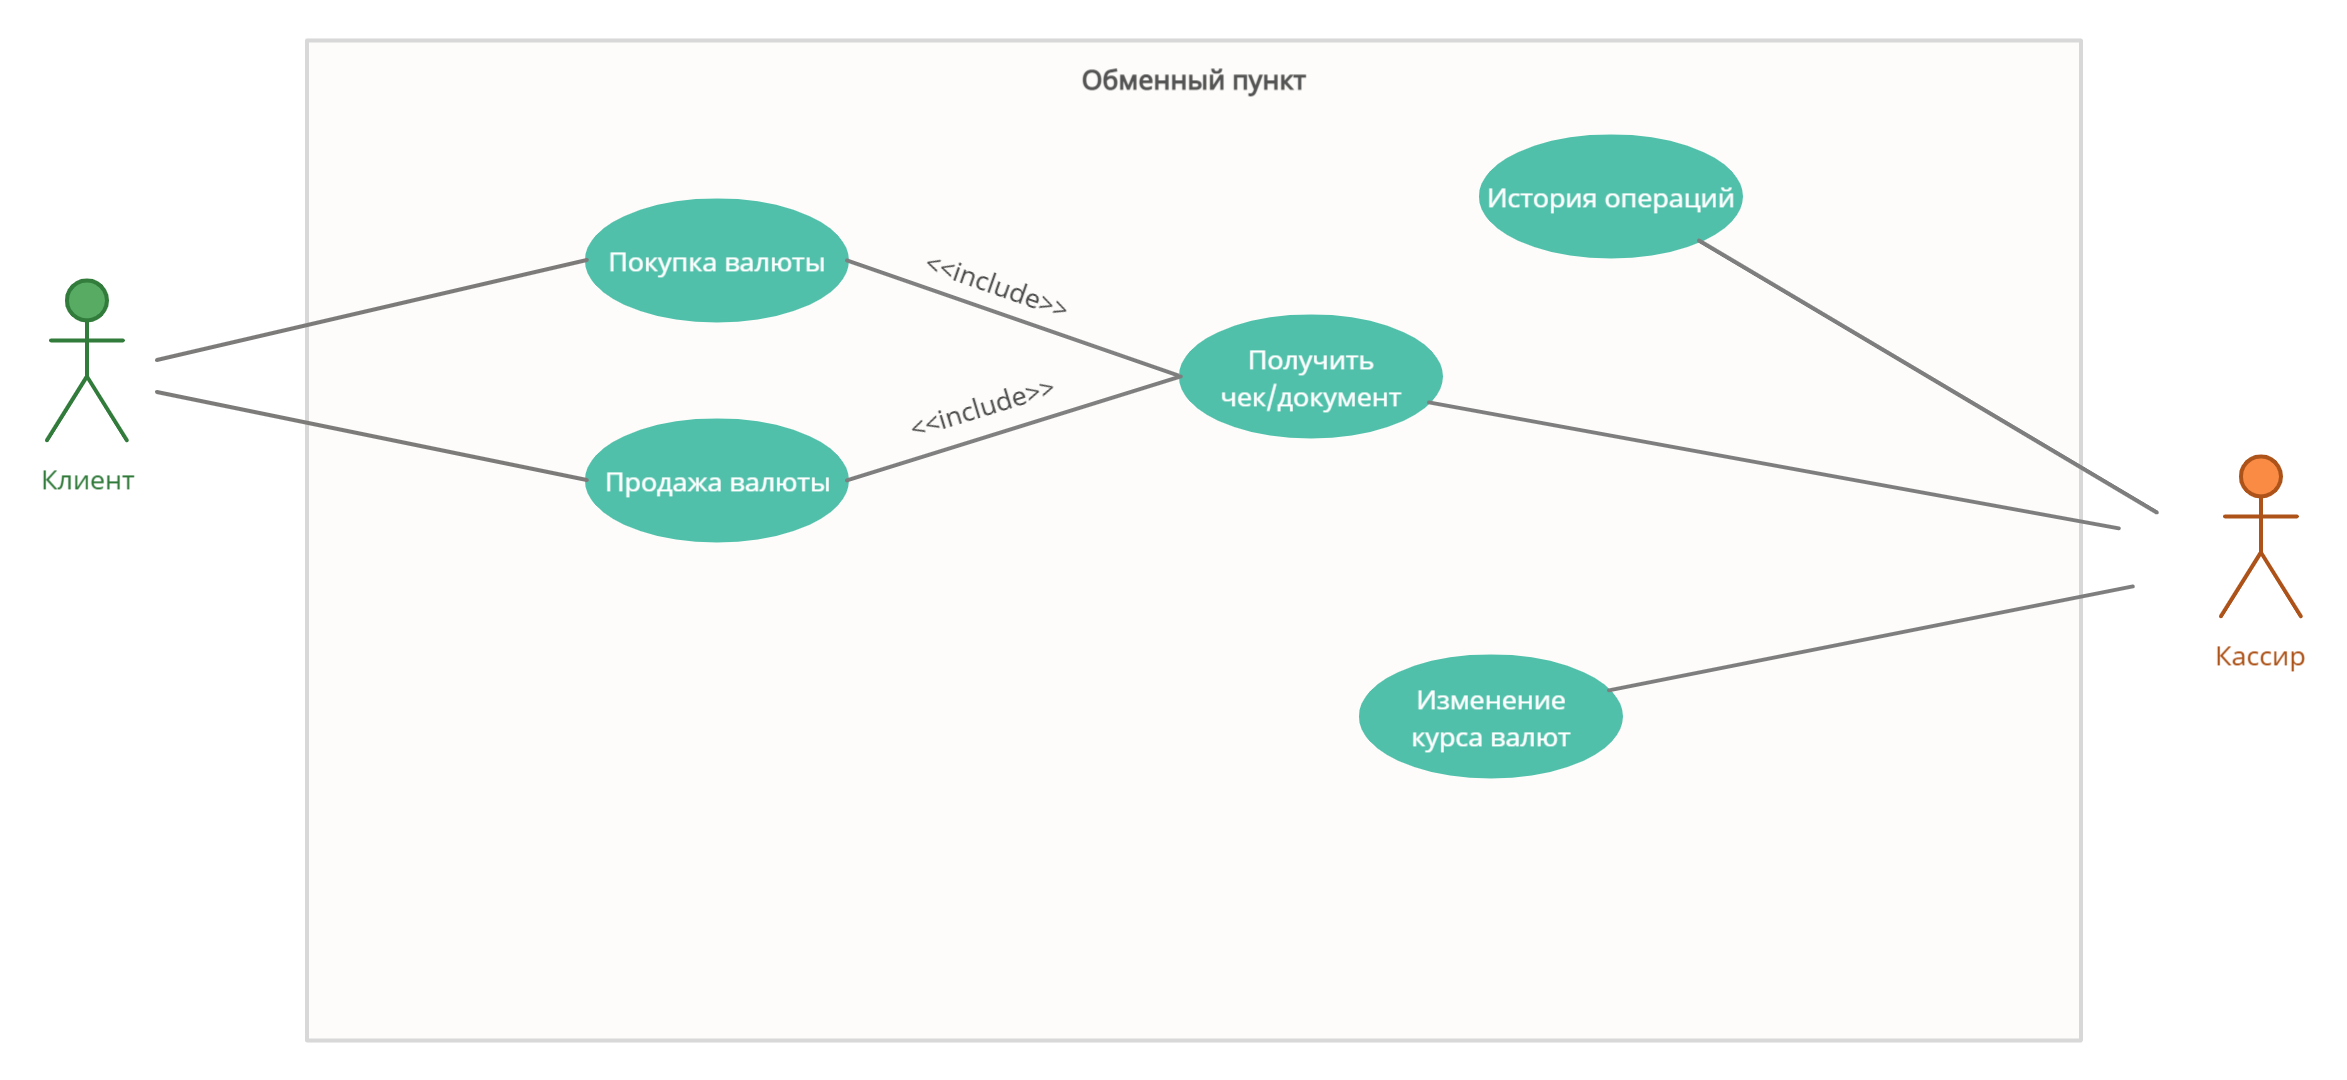 Обменный пункт
История операций
Покупка валюты
<<include>>
Получить
чек/документ
<<include>>
Клиент
Продажа валюты
Кассир
Изменение
курса валют